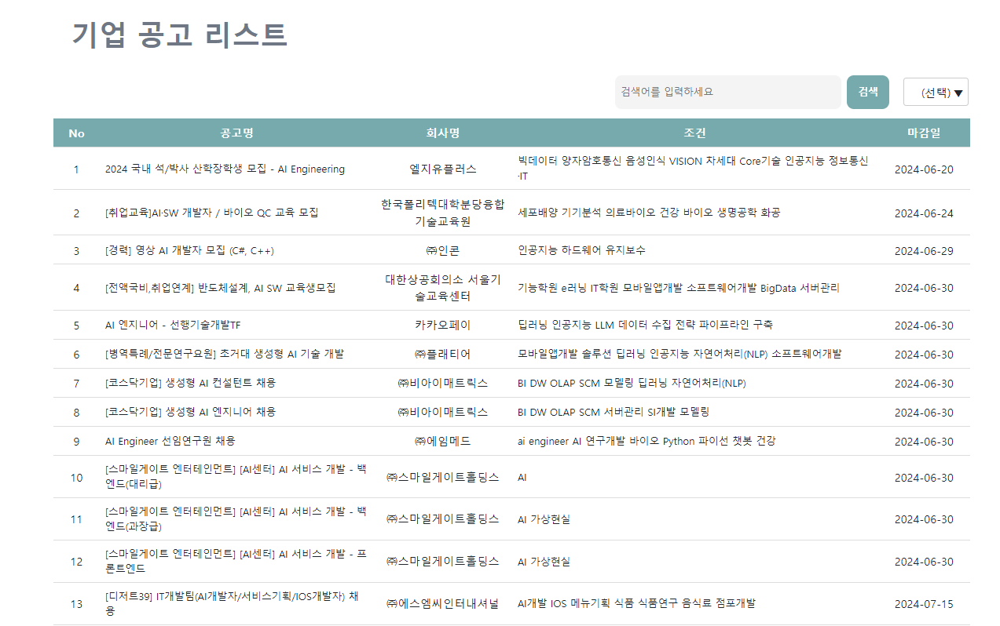 기업 공고 리스트
검색어를 입력하세요 검색 (선택)▼
No 공고명 회사명 조건 마감일
1 2024 국내 석/박사 산학장학생 모집 - AI Engineering 엘지유플러스 빅데이터 양자암호통신 음성인식 VISION 차세대 Core기술 인공지능 정보통신
·IT 2024-06-20
2 [취업교육]AI·SW 개발자 / 바이오 QC 교육 모집 한국폴리텍대학분당융합
기술교육원 세포배양 기기분석 의료바이오 건강 바이오 생명공학 화공 2024-06-24
3 [경력] 영상 AI 개발자 모집 (C#, C++) ㈜인콘 인공지능 하드웨어 유지보수 2024-06-29
4 [전액국비,취업연계] 반도체설계, AI SW 교육생모집 대한상공회의소 서울기
술교육센터 기능학원 e러닝 IT학원 모바일앱개발 소프트웨어개발 BigData 서버관리 2024-06-30
5 AI 엔지니어 - 선행기술개발TF 카카오페이 딥러닝 인공지능 LLM 데이터 수집 전략 파이프라인 구축 2024-06-30
6 [병역특례/전문연구요원] 초거대 생성형 AI 기술 개발 ㈜플래티어 모바일앱개발 솔루션 딥러닝 인공지능 자연어처리(NLP) 소프트웨어개발 2024-06-30
7 [코스닥기업] 생성형 AI 컨설턴트 채용 ㈜비아이매트릭스 BI DW OLAP SCM 모델링 딥러닝 자연어처리(NLP) 2024-06-30
8 [코스닥기업] 생성형 AI 엔지니어 채용 ㈜비아이매트릭스 BI DW OLAP SCM 서버관리 SI개발 모델링 2024-06-30
9 AI Engineer 선임연구원 채용 ㈜에임메드 ai engineer AI 연구개발 바이오 Python 파이선 챗봇 건강 2024-06-30
10 [스마일게이트 엔터테인먼트] [AI센터] AI 서비스 개발 - 백
엔드(대리급) ㈜스마일게이트홀딩스 AI 2024-06-30
11 [스마일게이트 엔터테인먼트] [AI센터] AI 서비스 개발 - 백
엔드(과장급) ㈜스마일게이트홀딩스 AI 가상현실 2024-06-30
12 [스마일게이트 엔터테인먼트] [AI센터] AI 서비스 개발 - 프
론트엔드 ㈜스마일게이트홀딩스 AI 가상현실 2024-06-30
13 [디저트39] IT개발팀(AI개발자/서비스기획/IOS개발자) 채
용 ㈜에스엠씨인터내셔널 AI개발 IOS 메뉴기획 식품 식품연구 음식료 점포개발 2024-07-15